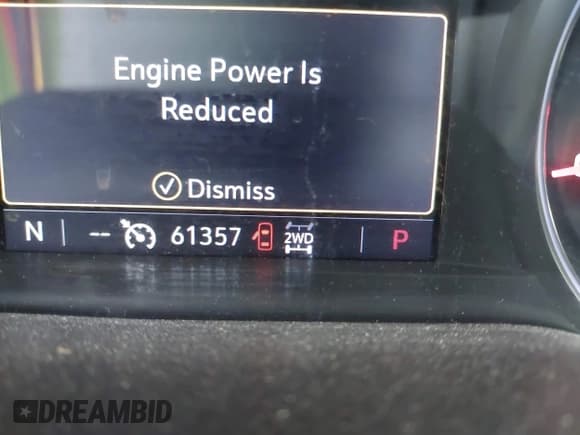 Engine Power Is
Reduced
Dismiss
N -- 61357 2WD P
DREAMBID